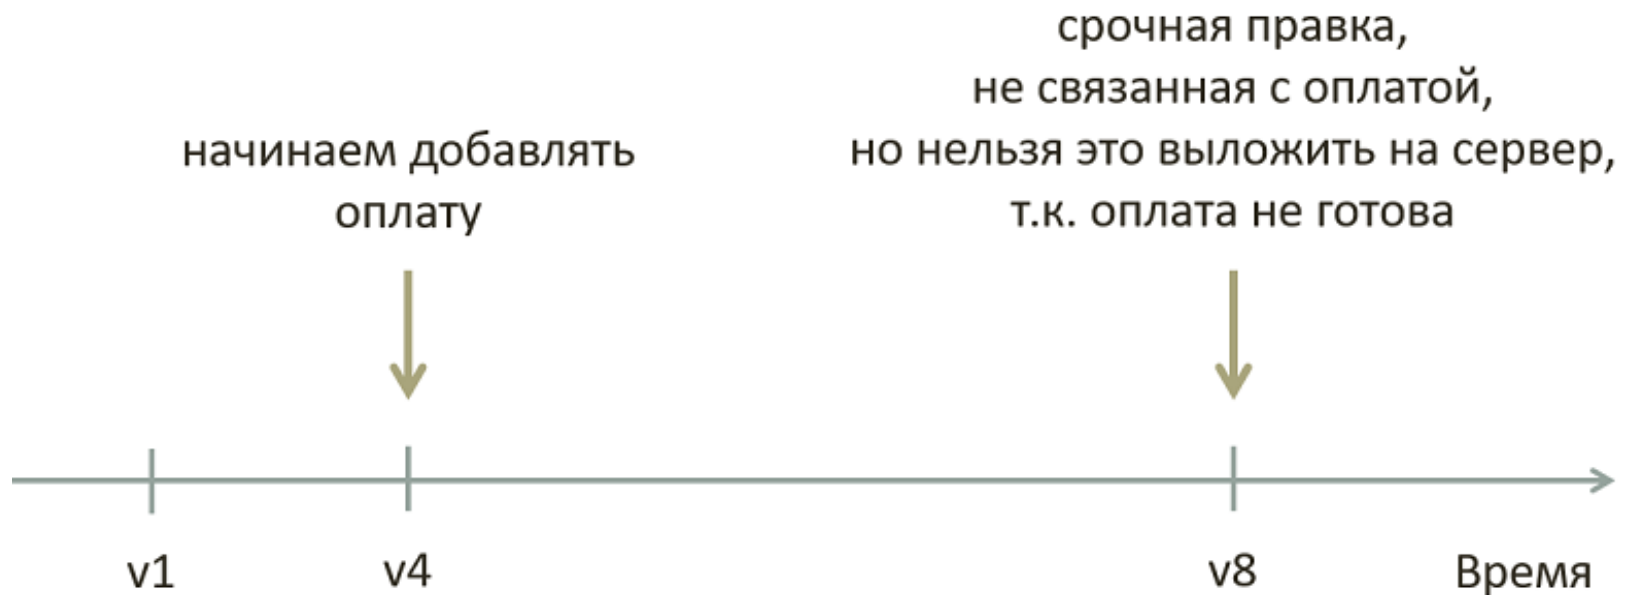 начинаем добавлять
оплату
срочная правка,
не связанная с оплатой,
но нельзя это выложить на сервер,
т.к. оплата не готова
v1
v4
v8
Время